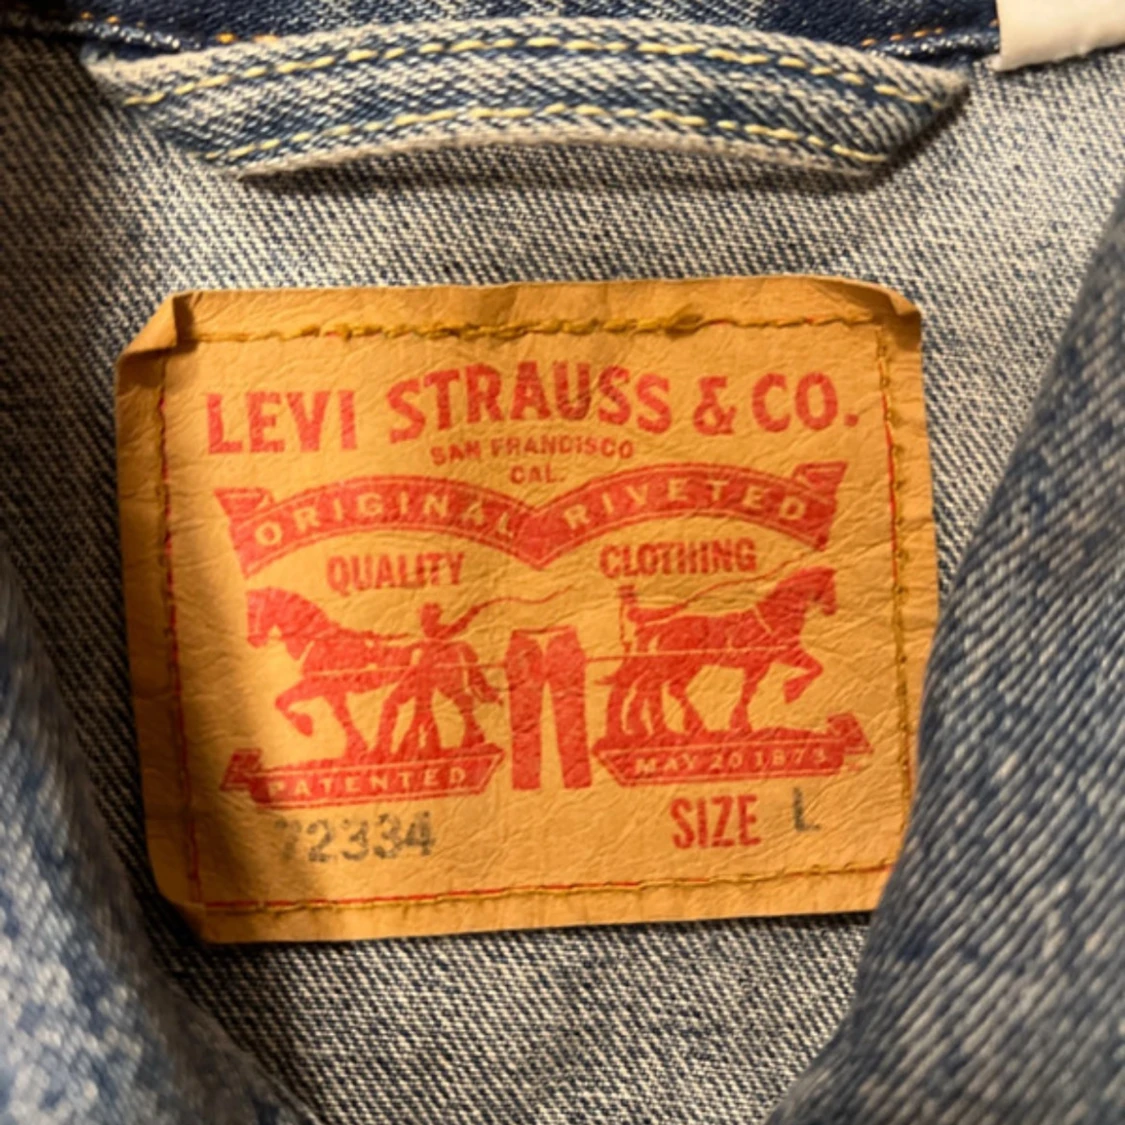 LEVI STRAUSS & CO.
SAN FRANCISCO
CAL.
ORIGINAL RIVETED
QUALITY CLOTHING
PATENTED MAY 20 1873
72334 SIZE L